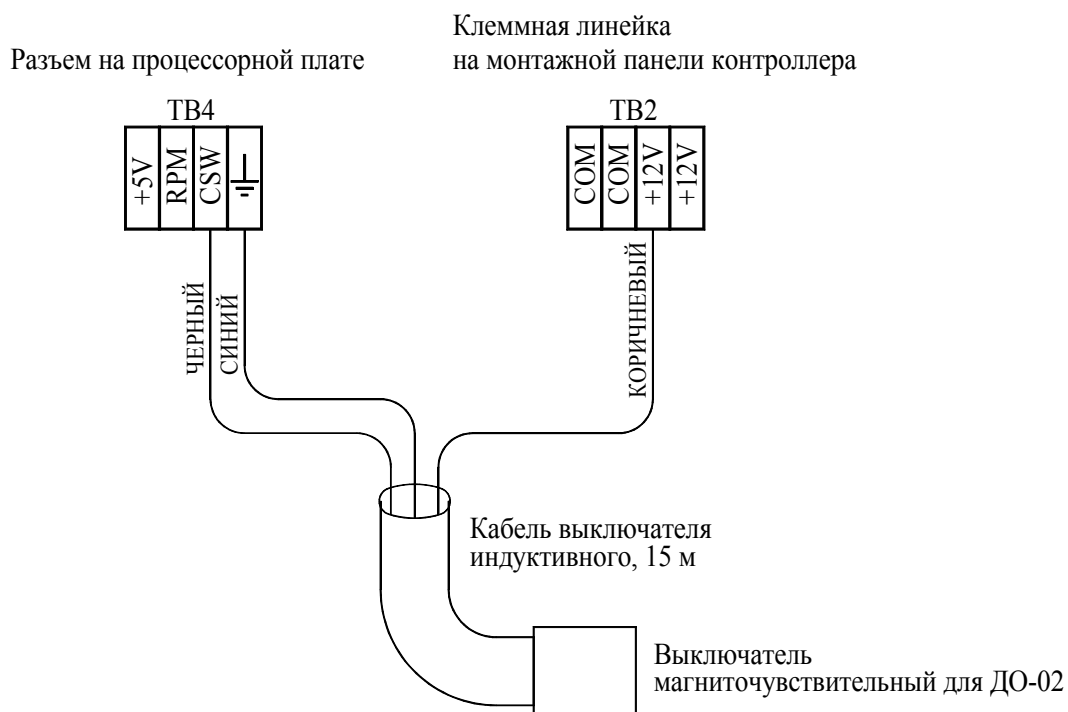 Клеммная линейка
на монтажной панели контроллера
Разъем на процессорной плате
TB4
TB2
+5V
RPM
CSW
COM
COM
+12V
+12V
ЧЕРНЫЙ
СИНИЙ
КОРИЧНЕВЫЙ
Кабель выключателя
индуктивного, 15 м
Выключатель
магниточувствительный для ДО-02